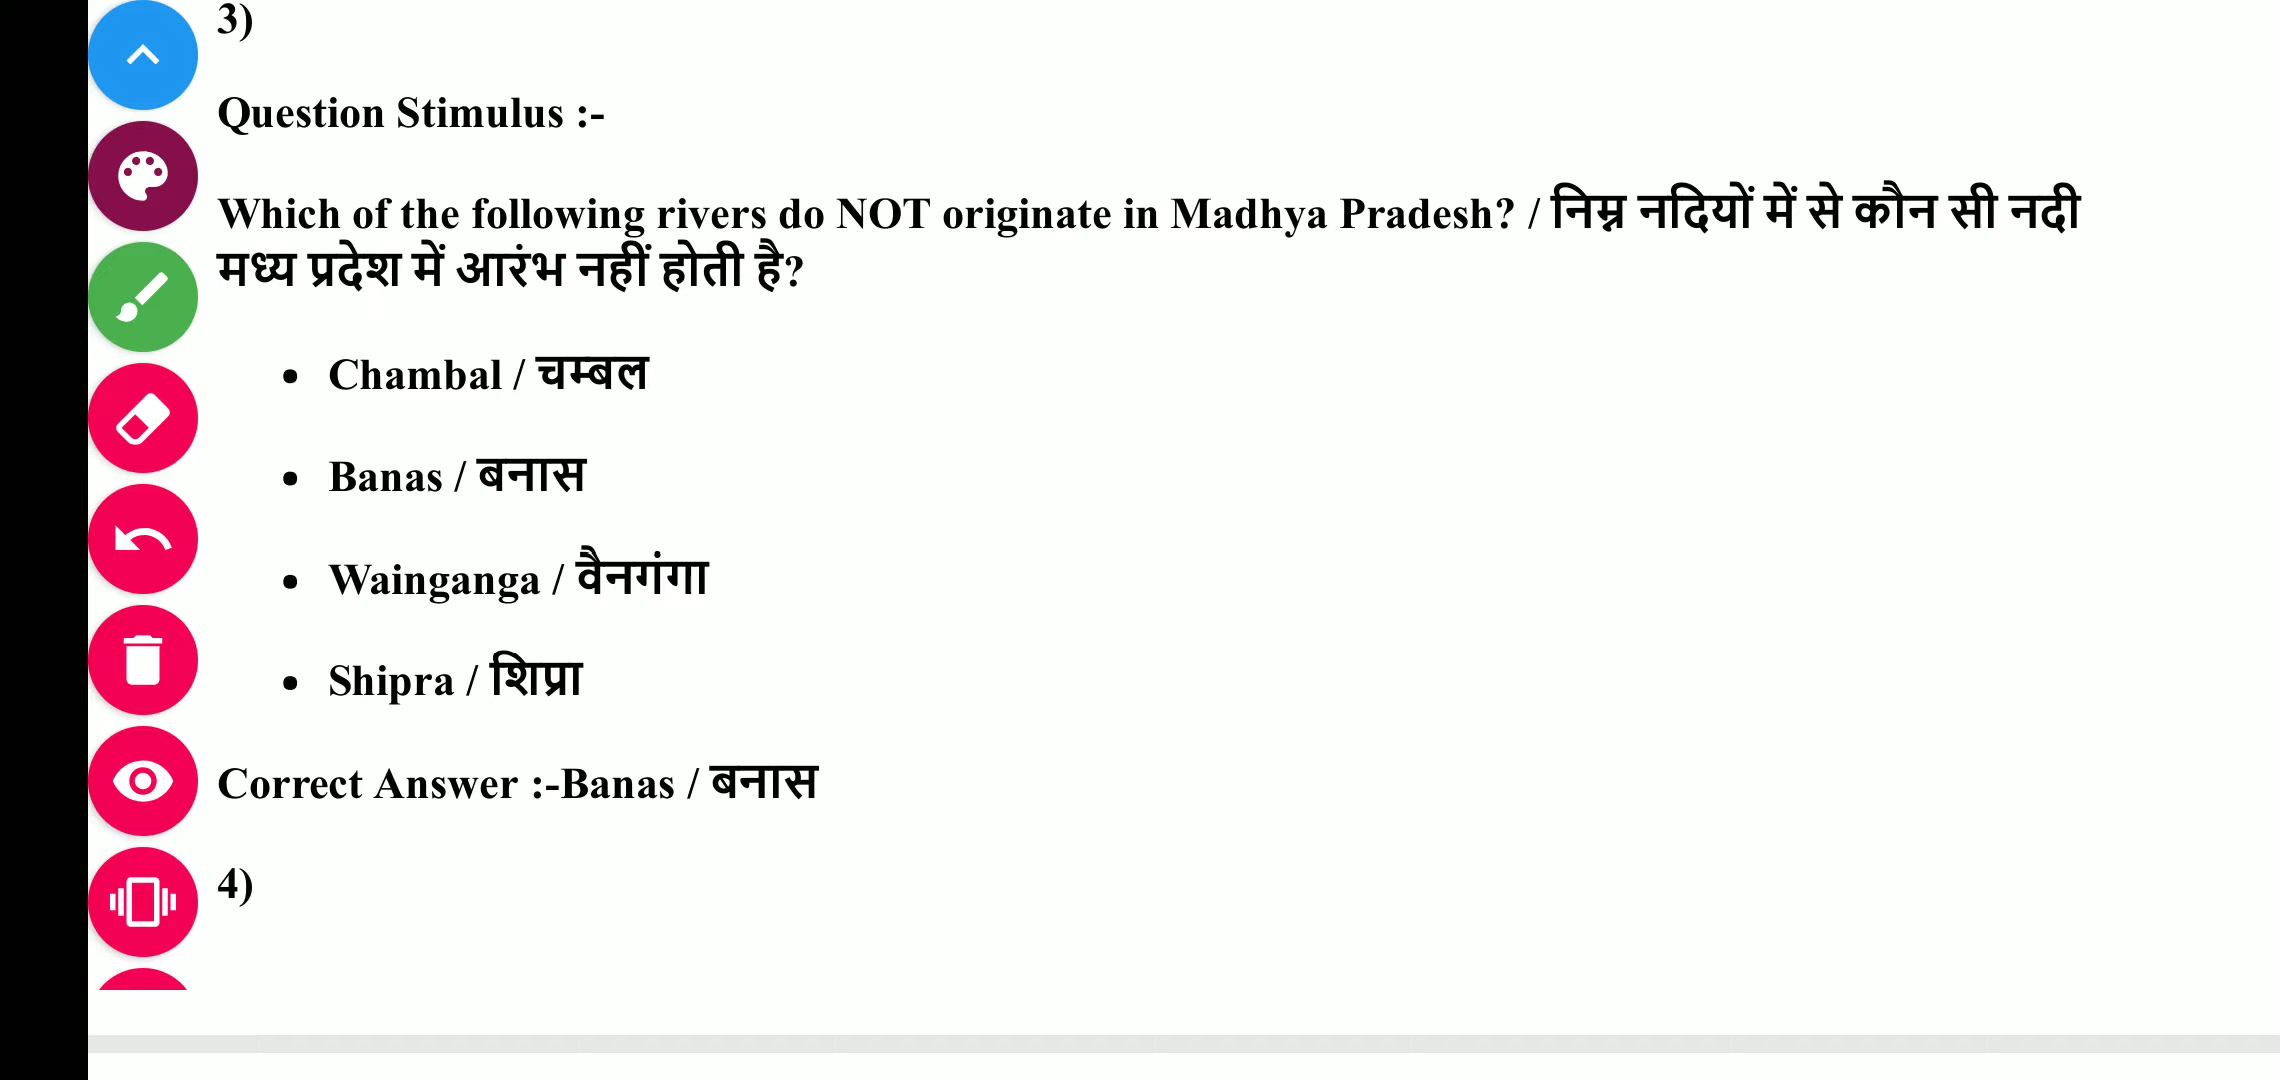 3)
Question Stimulus :-
Which of the following rivers do NOT originate in Madhya Pradesh? / निम्न नदियों में से कौन सी नदी
मध्य प्रदेश में आरंभ नहीं होती है?
• Chambal / चम्बल
• Banas / बनास
• Wainganga / वैनगंगा
• Shipra / शिप्रा
Correct Answer :-Banas / बनास
4)